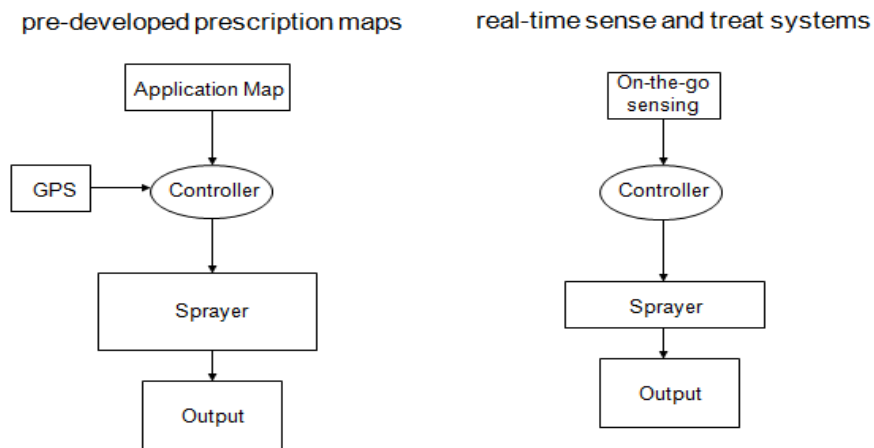 pre-developed prescription maps
Application Map
GPS
Controller
Sprayer
Output
real-time sense and treat systems
On-the-go
sensing
Controller
Sprayer
Output